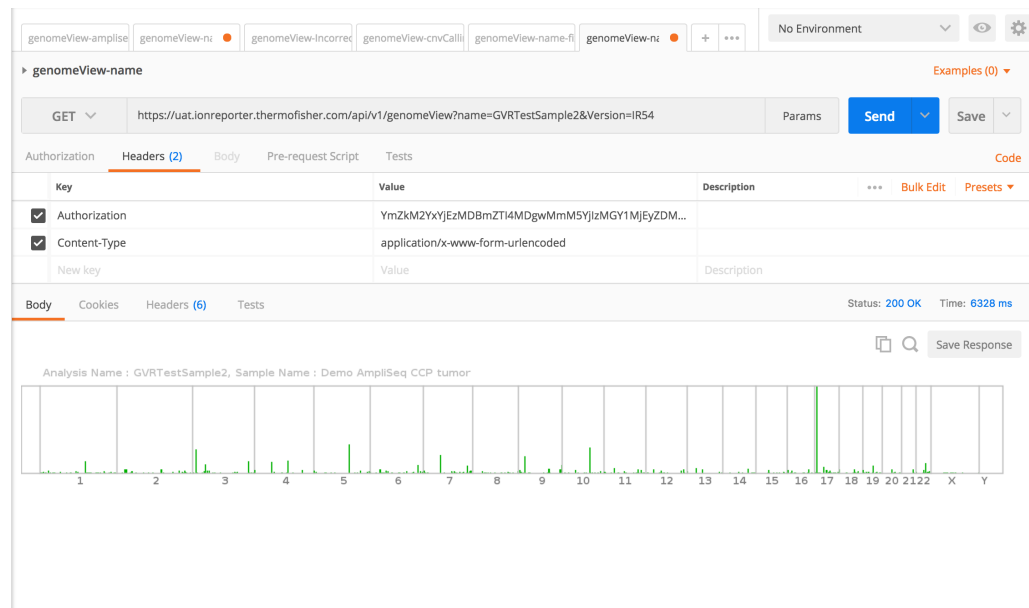 genomeView-amplise genomeView-na genomeView-Incorrec genomeView-cnvCalli genomeView-name-fi genomeView-na + ••• No Environment
genomeView-name Examples (0)
GET https://uat.ionreporter.thermofisher.com/api/v1/genomeView?name=GVRTestSample2&Version=IR54 Params Send Save
Authorization Headers (2) Body Pre-request Script Tests Code
Key Value Description ••• Bulk Edit Presets
Authorization YmZkM2YxYjEzMDBmZTI4MDgwMmM5YjIzMGY1MjEyZDM...
Content-Type application/x-www-form-urlencoded
New key Value Description
Body Cookies Headers (6) Tests Status: 200 OK Time: 6328 ms
Save Response
Analysis Name : GVRTestSample2, Sample Name : Demo AmpliSeq CCP tumor
1 2 3 4 5 6 7 8 9 10 11 12 13 14 15 16 17 18 19 20 21 22 X Y